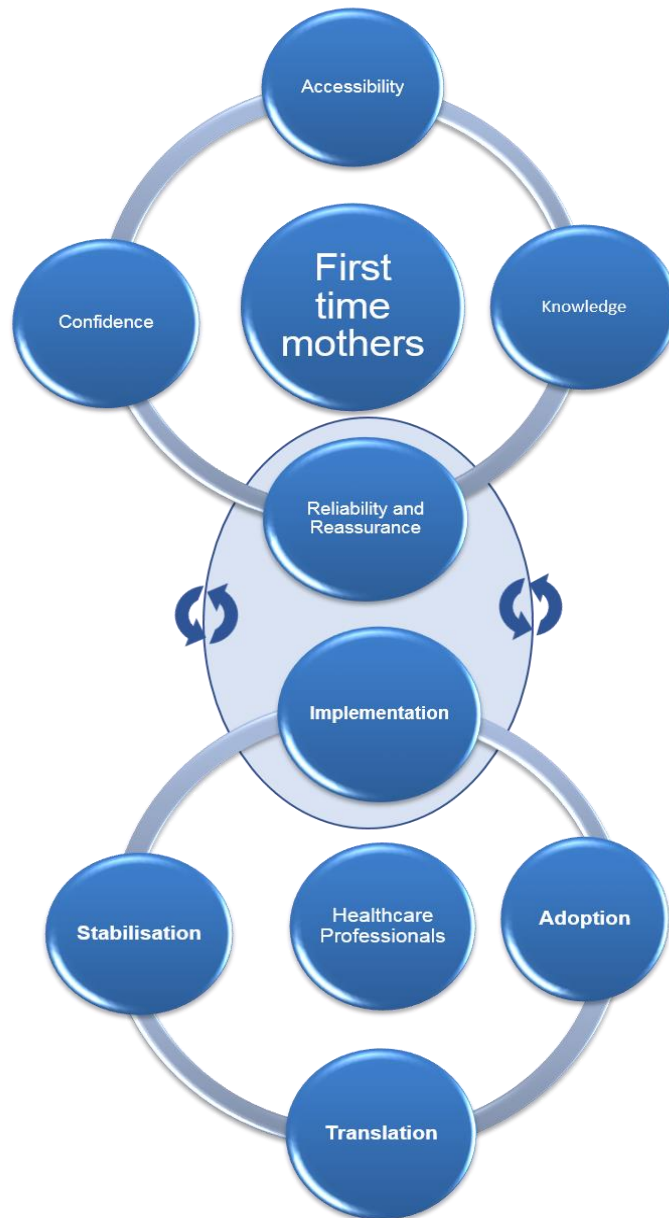 Accessibility
First
time
mothers
Confidence
Knowledge
Reliability and
Reassurance
Implementation
Stabilisation
Healthcare
Professionals
Adoption
Translation